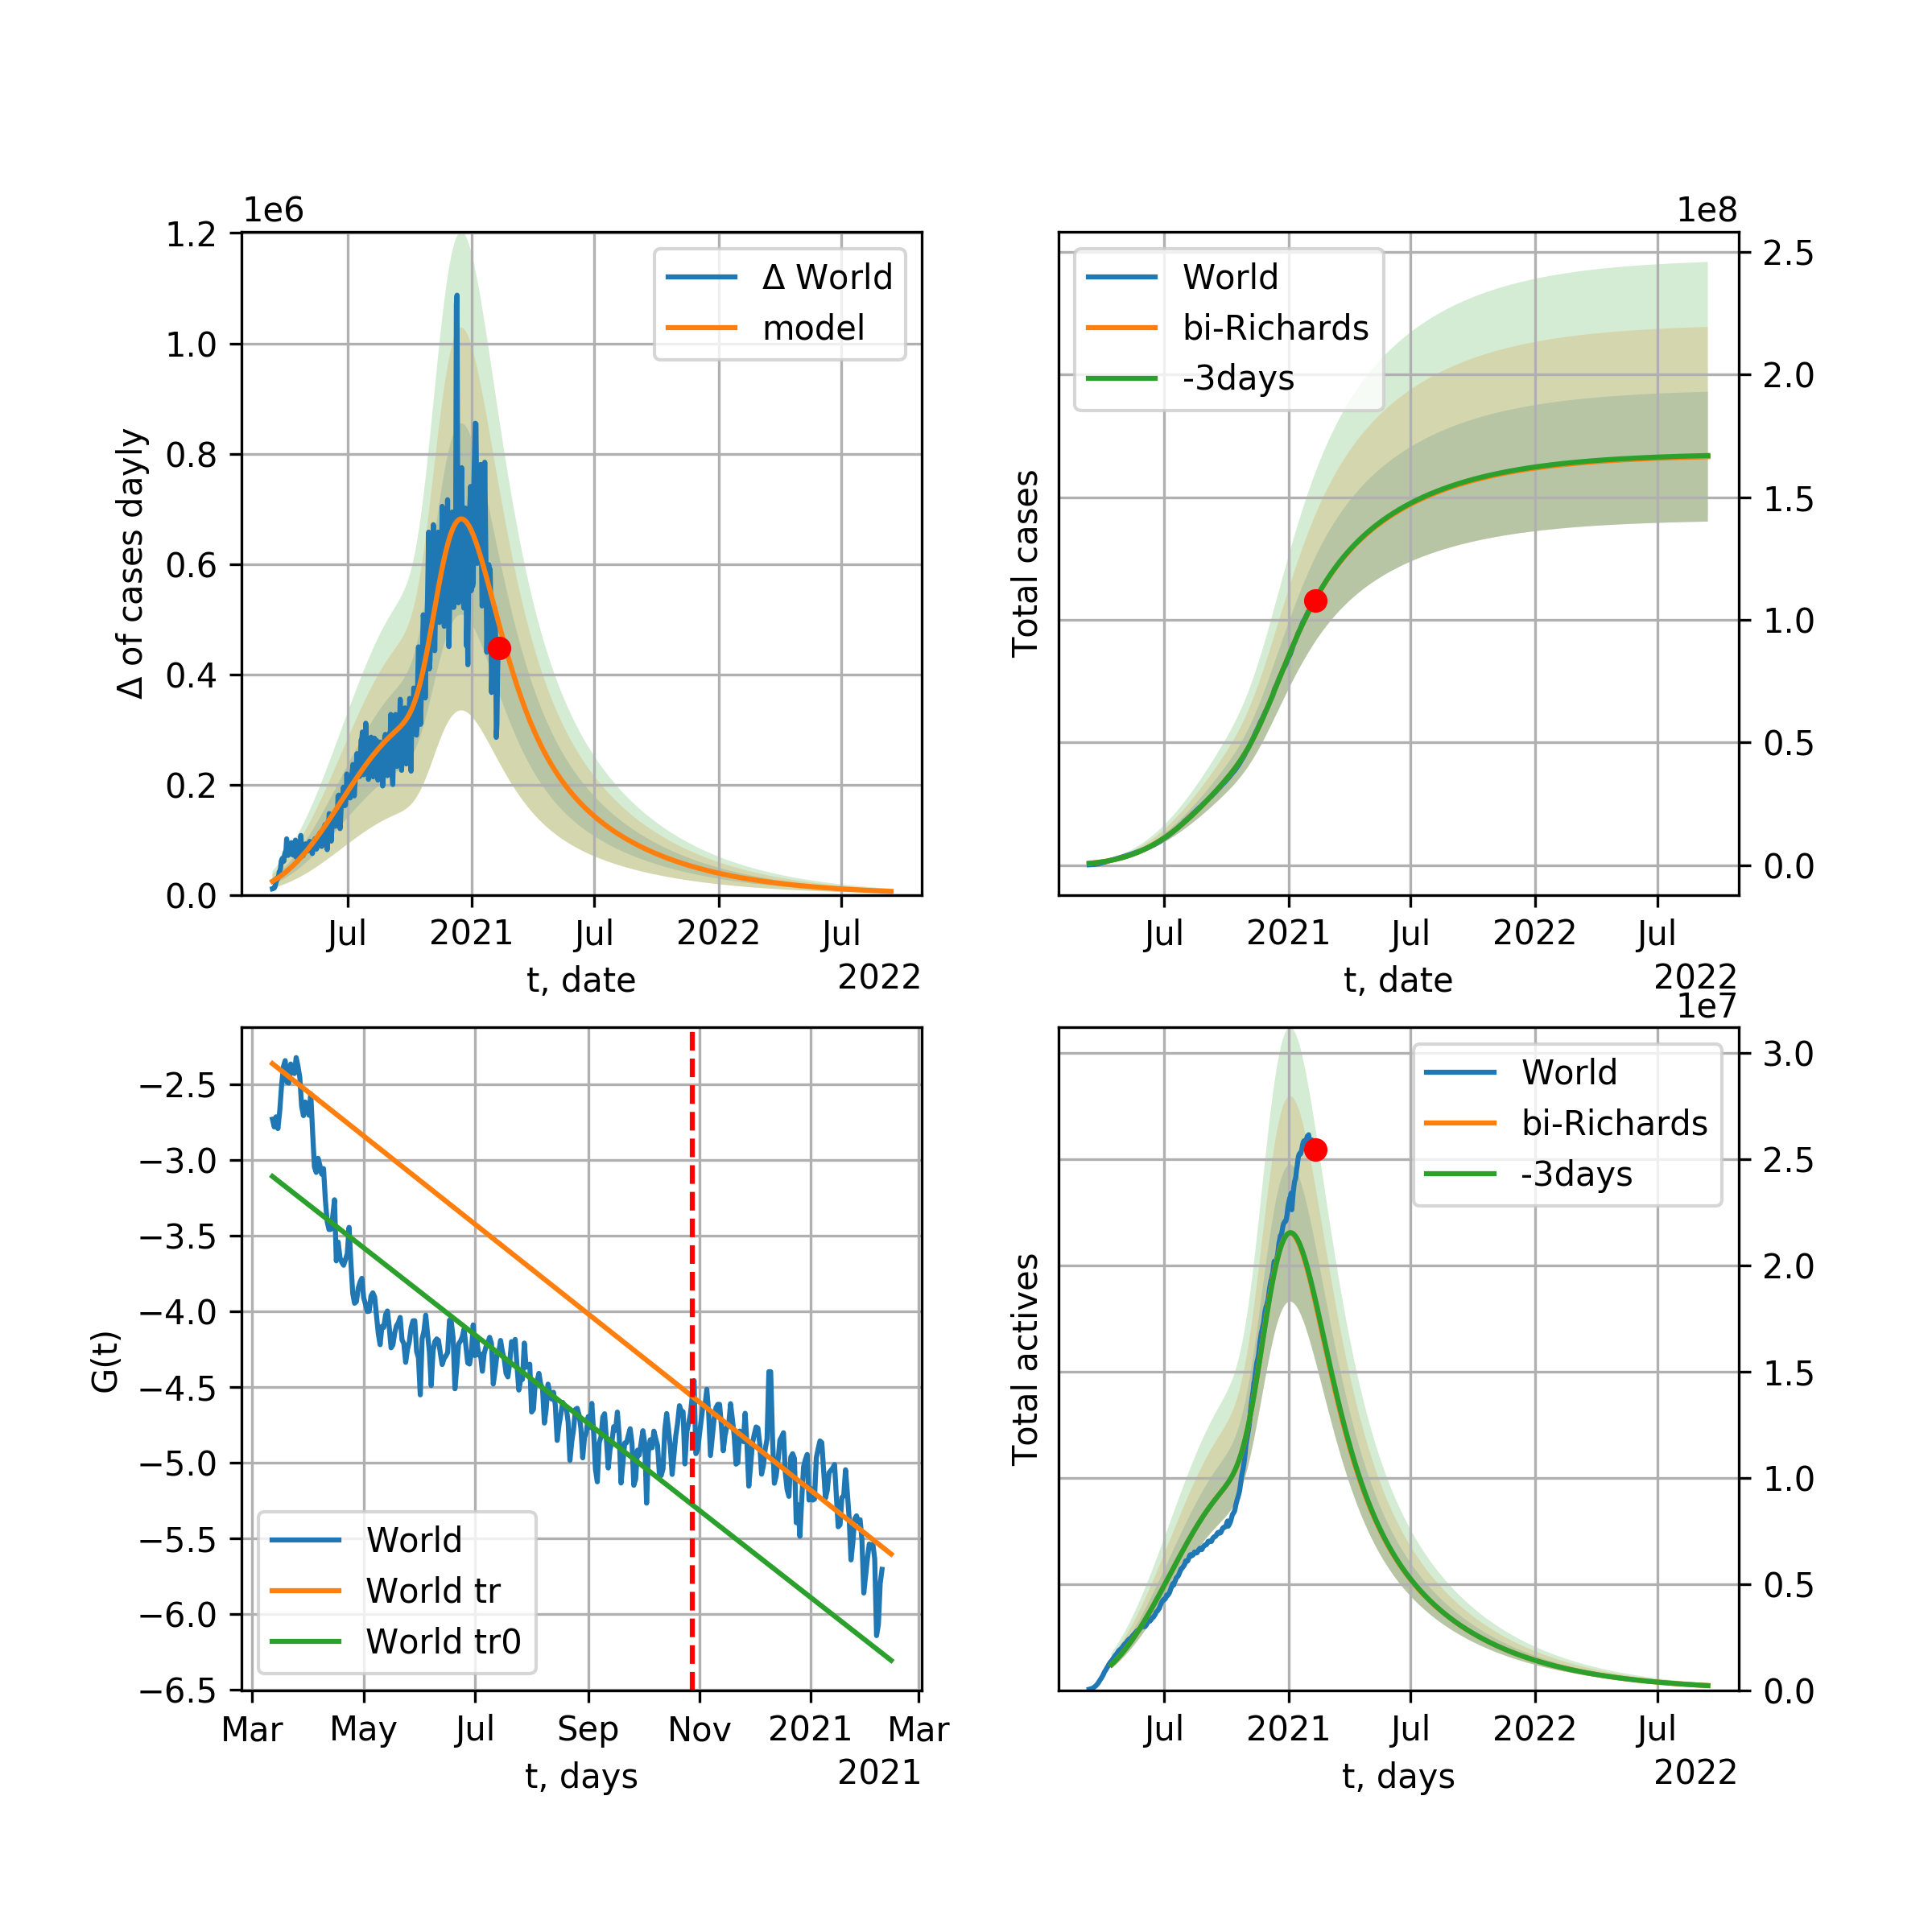 1e6
1.2
1.0
0.8
0.6
0.4
0.2
0.0
Δ of cases dayly
Δ World
model
Jul
2021
Jul
2022
Jul
t, date
2022
1e8
2.5
2.0
1.5
1.0
0.5
0.0
Total cases
World
bi-Richards
-3days
Jul
2021
Jul
2022
Jul
t, date
2022
−2.5
−3.0
−3.5
−4.0
−4.5
−5.0
−5.5
−6.0
−6.5
G(t)
World
World tr
World tr0
Mar
May
Jul
Sep
Nov
2021
Mar
t, days
2021
1e7
3.0
2.5
2.0
1.5
1.0
0.5
0.0
Total actives
World
bi-Richards
-3days
Jul
2021
Jul
2022
Jul
t, days
2022